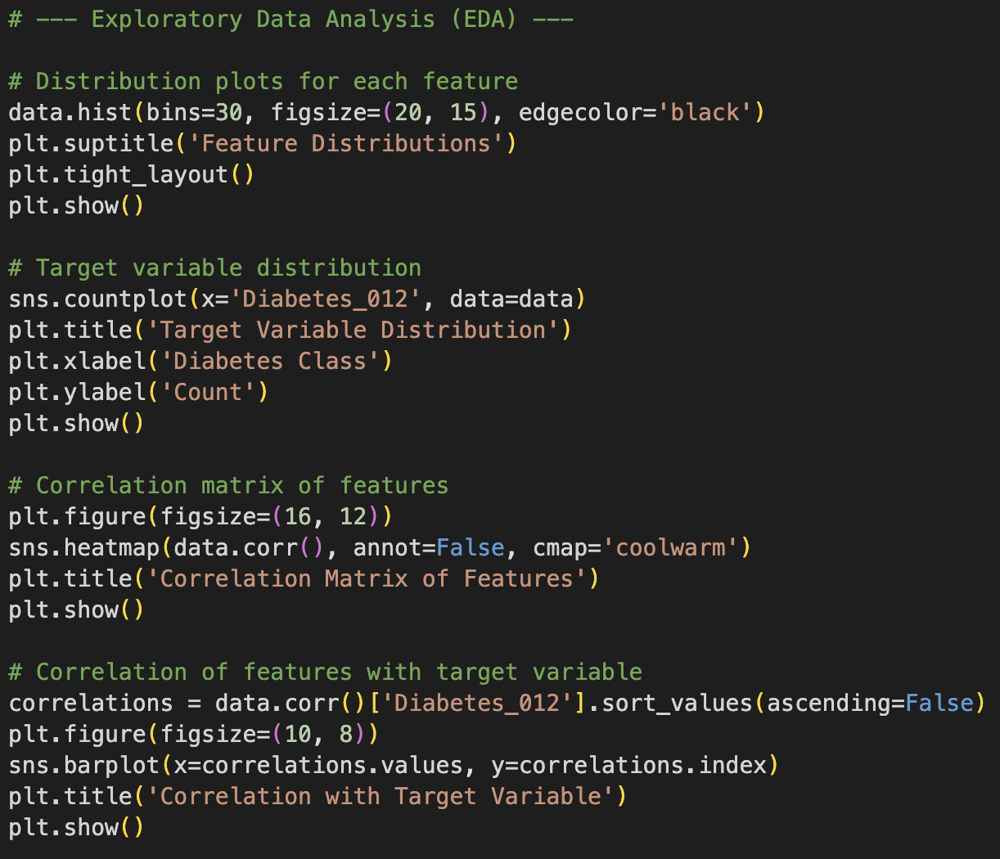 # --- Exploratory Data Analysis (EDA) ---
# Distribution plots for each feature
data.hist(bins=30, figsize=(20, 15), edgecolor='black')
plt.suptitle('Feature Distributions')
plt.tight_layout()
plt.show()
# Target variable distribution
sns.countplot(x='Diabetes_012', data=data)
plt.title('Target Variable Distribution')
plt.xlabel('Diabetes Class')
plt.ylabel('Count')
plt.show()
# Correlation matrix of features
plt.figure(figsize=(16, 12))
sns.heatmap(data.corr(), annot=False, cmap='coolwarm')
plt.title('Correlation Matrix of Features')
plt.show()
# Correlation of features with target variable
correlations = data.corr()['Diabetes_012'].sort_values(ascending=False)
plt.figure(figsize=(10, 8))
sns.barplot(x=correlations.values, y=correlations.index)
plt.title('Correlation with Target Variable')
plt.show()